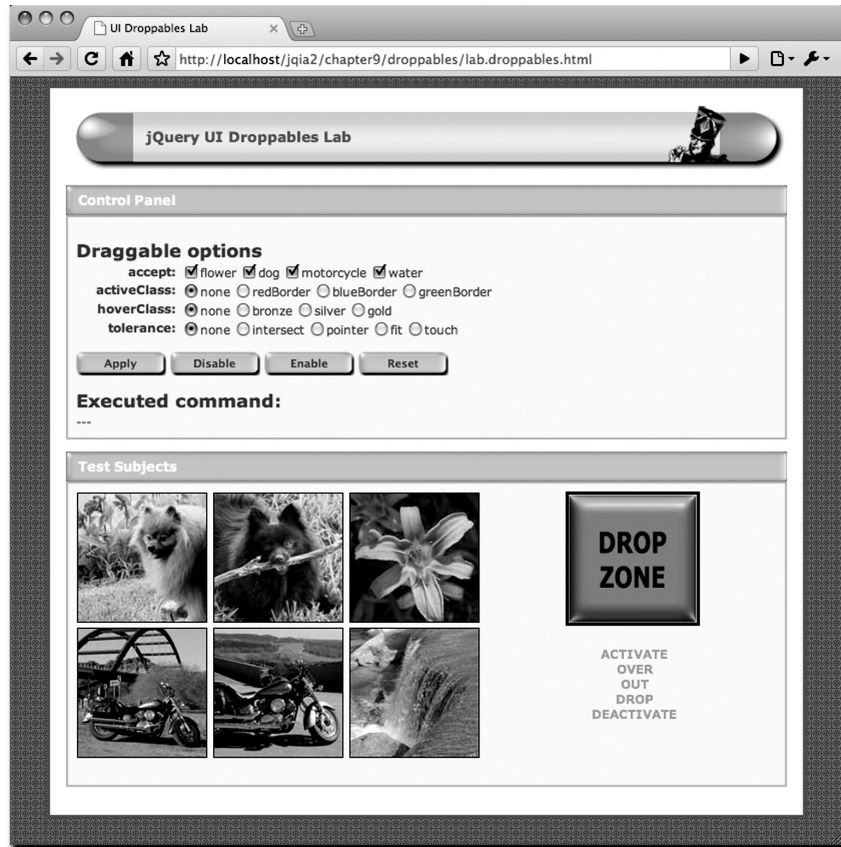 UI Droppables Lab
http://localhost/jqia2/chapter9/droppables/lab.droppables.html
jQuery UI Droppables Lab
Control Panel
Draggable options
accept: flower dog motorcycle water
activeClass: none redBorder blueBorder greenBorder
hoverClass: none bronze silver gold
tolerance: none intersect pointer fit touch
Apply Disable Enable Reset
Executed command:
---
Test Subjects
DROP
ZONE
ACTIVATE
OVER
OUT
DROP
DEACTIVATE